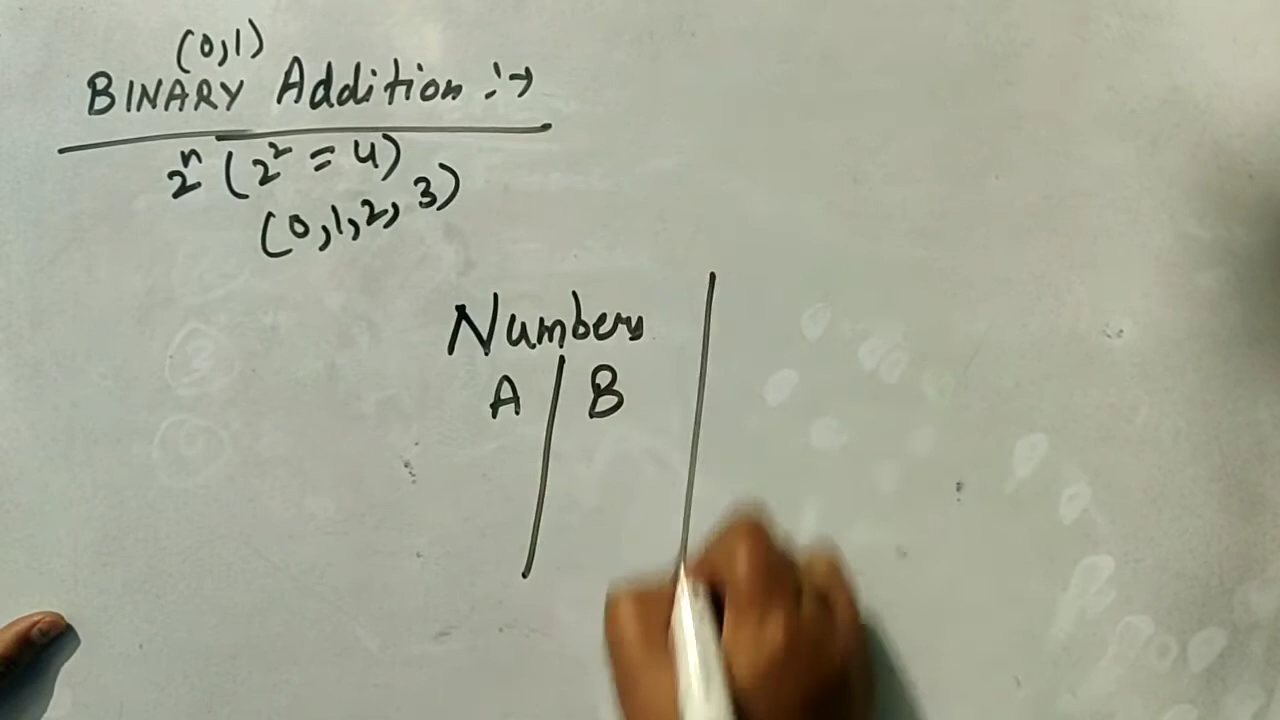 (0,1)
BINARY Addition :→
2ⁿ (2² = 4)
(0,1,2,3)
Numbers
A B